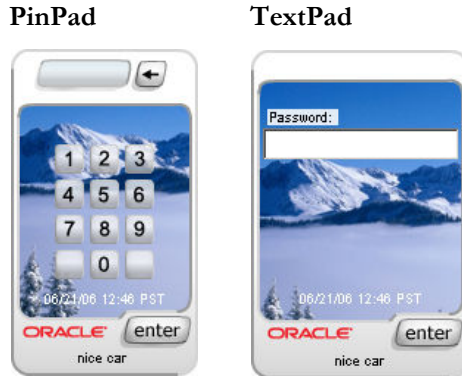 PinPad
TextPad
1 2 3
4 5 6
7 8 9
0
06/21/06 12:46 PST
ORACLE
enter
nice car
Password:
06/21/06 12:46 PST
ORACLE
enter
nice car